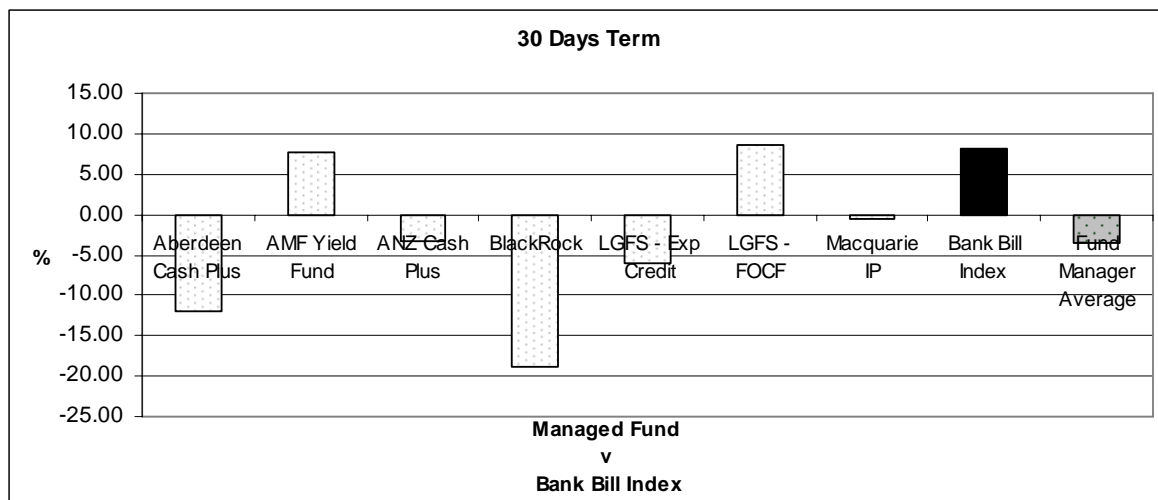 30 Days Term
15.00
10.00
5.00
0.00
-5.00
-10.00
-15.00
-20.00
-25.00
%
Aberdeen
Cash Plus
AMF Yield
Fund
ANZ Cash
Plus
BlackRock
LGFS - Exp
Credit
LGFS -
FOCF
Macquarie
IP
Bank Bill
Index
Fund
Manager
Average
Managed Fund
v
Bank Bill Index